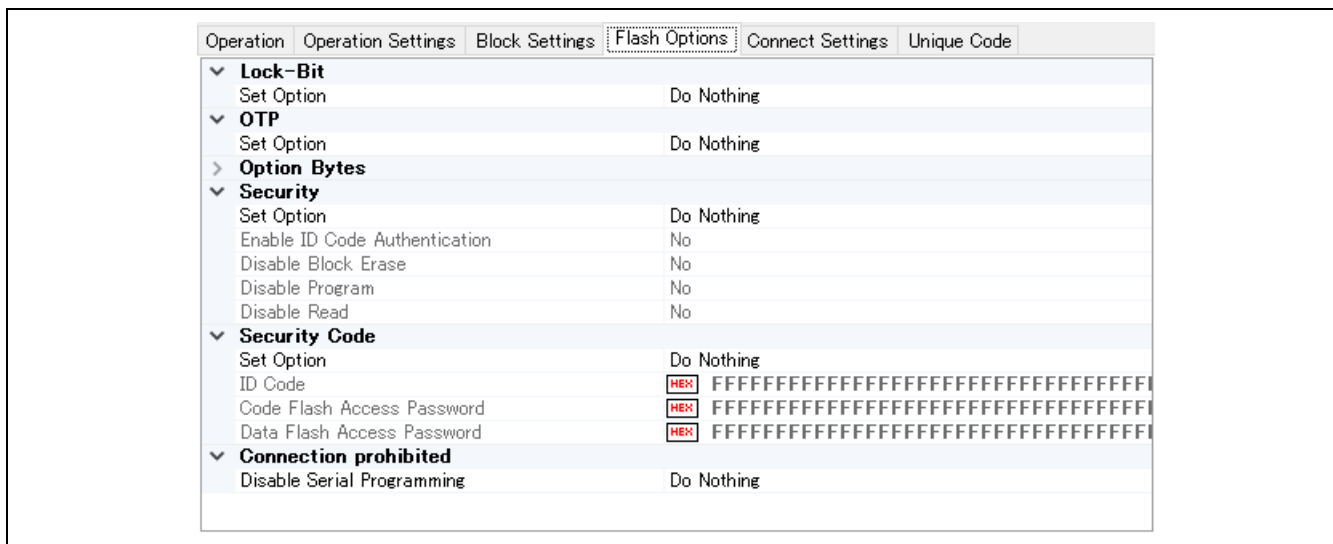 Operation Operation Settings Block Settings Flash Options Connect Settings Unique Code
Lock-Bit
Set Option Do Nothing
OTP
Set Option Do Nothing
Option Bytes
Security
Set Option Do Nothing
Enable ID Code Authentication No
Disable Block Erase No
Disable Program No
Disable Read No
Security Code
Set Option Do Nothing
ID Code HEX FFFFFFFFFFFFFFFFFFFFFFFFFFFFFFFFFF
Code Flash Access Password HEX FFFFFFFFFFFFFFFFFFFFFFFFFFFFFFFFFF
Data Flash Access Password HEX FFFFFFFFFFFFFFFFFFFFFFFFFFFFFFFFFF
Connection prohibited
Disable Serial Programming Do Nothing